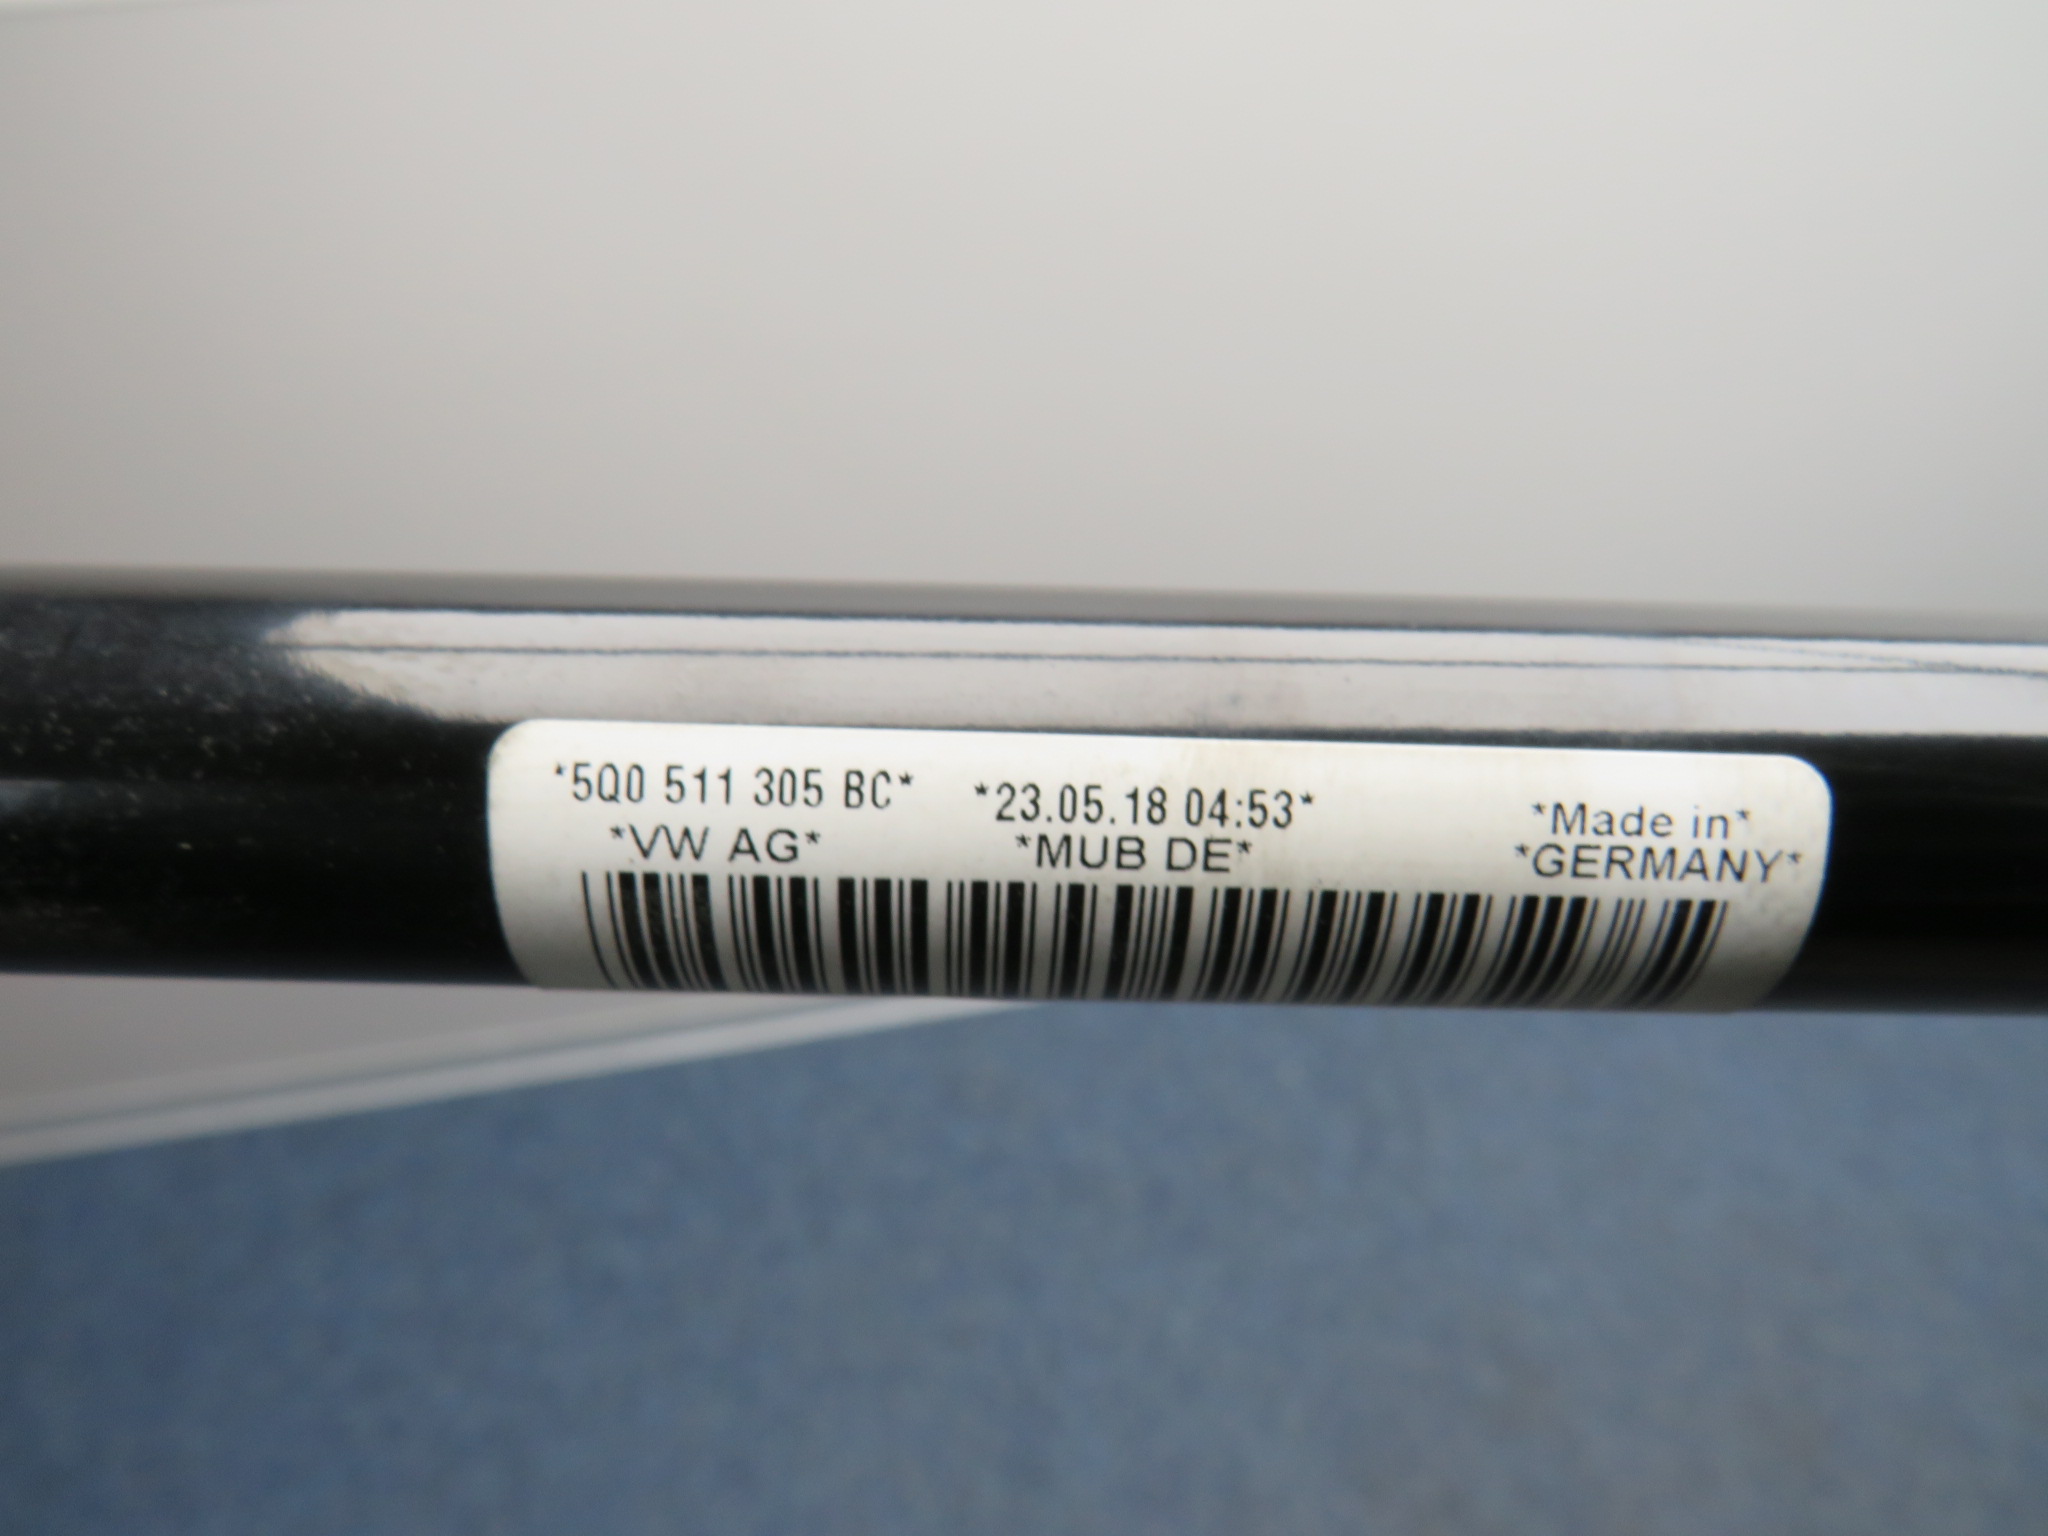 *5Q0 511 305 BC* *23.05.18 04:53*
*VW AG* *MUB DE*
*Made in*
*GERMANY*